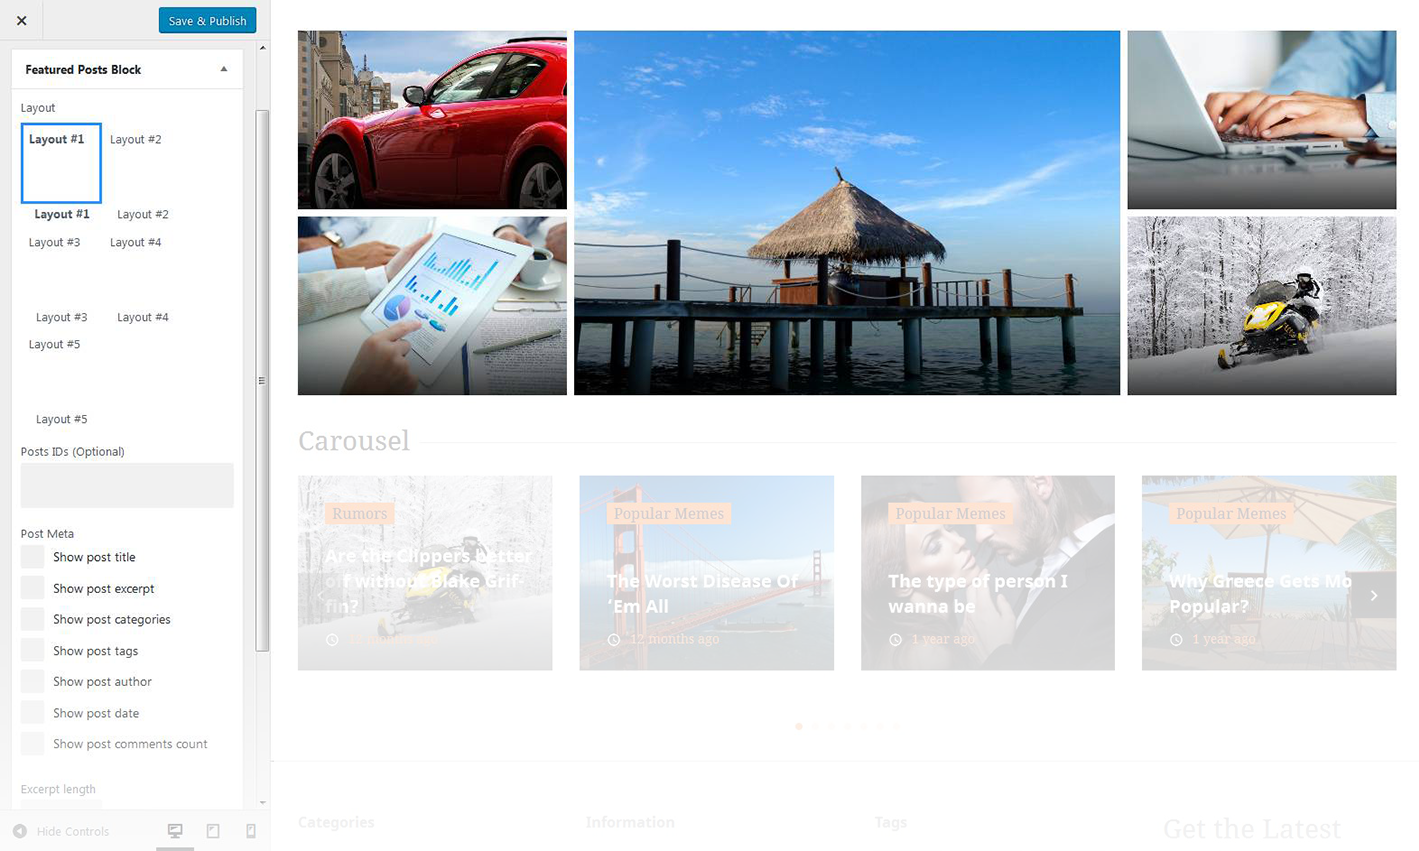 Save & Publish
Featured Posts Block
Layout
Layout #1 Layout #2
Layout #1 Layout #2
Layout #3 Layout #4
Layout #3 Layout #4
Layout #5
Layout #5
Posts IDs (Optional)
Post Meta
Show post title
Show post excerpt
Show post categories
Show post tags
Show post author
Show post date
Show post comments count
Excerpt length
Hide Controls
Carousel
Rumors
Are the Clippers better
off without Blake Grif-
fin?
Popular Memes
The Worst Disease Of
‘Em All
12 months ago
Popular Memes
The type of person I
wanna be
1 year ago
Popular Memes
Why Greece Gets Mo
Popular?
1 year ago
Categories
Information
Tags
Get the Latest